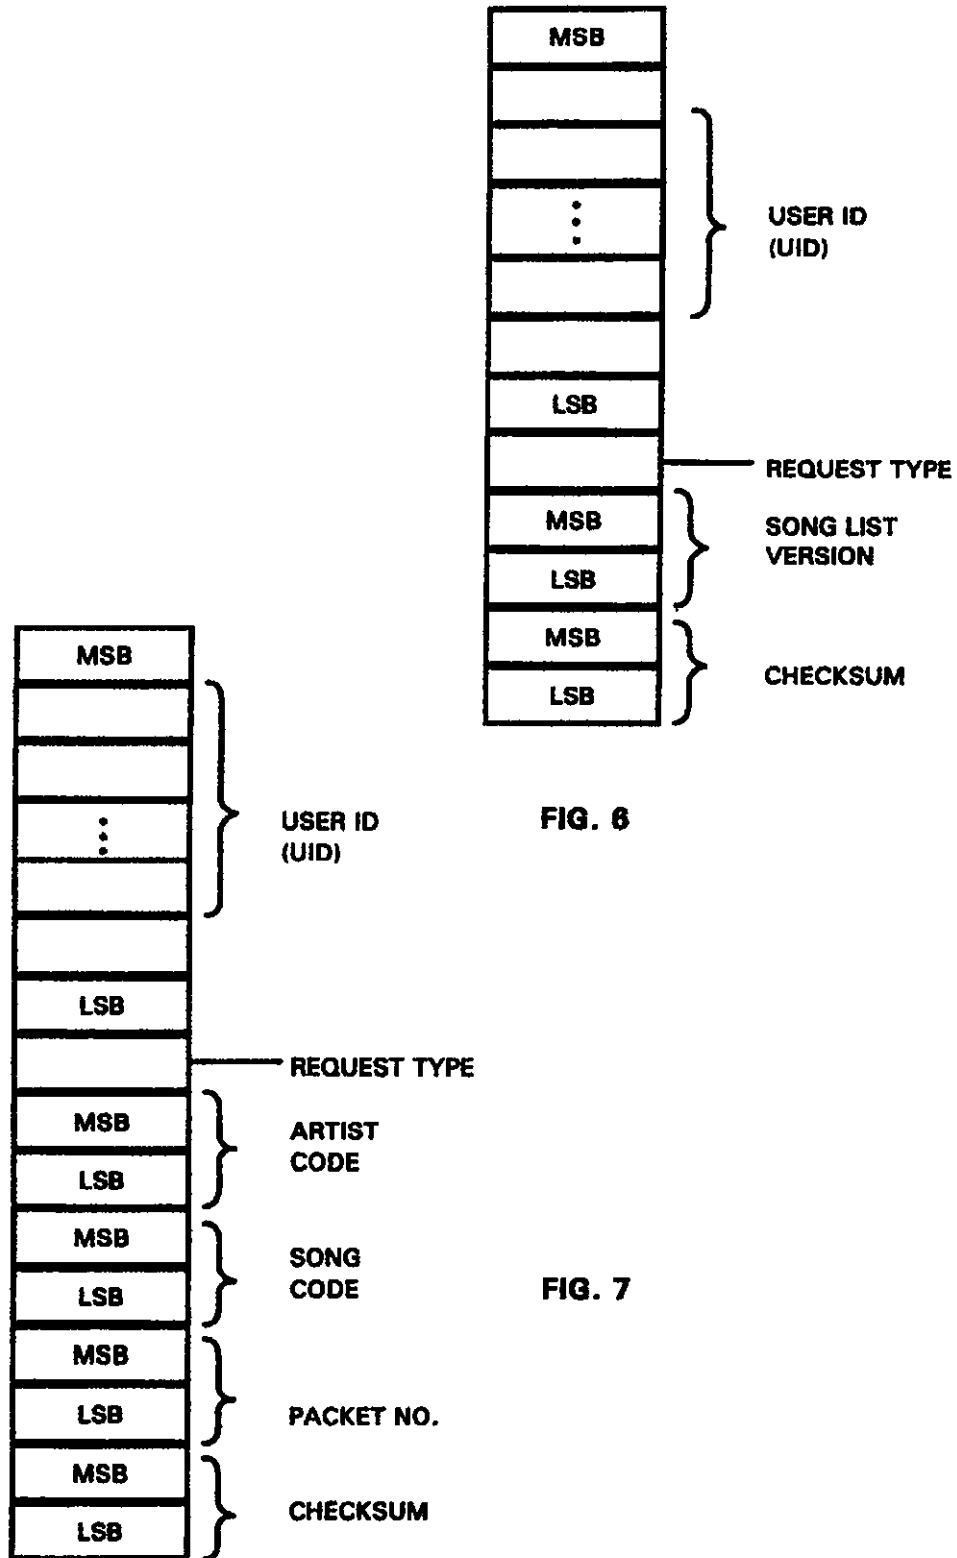 MSB
⋮
USER ID
(UID)
LSB
REQUEST TYPE
MSB
SONG LIST
VERSION
LSB
MSB
CHECKSUM
LSB
FIG. 6
MSB
⋮
USER ID
(UID)
LSB
REQUEST TYPE
MSB
ARTIST
CODE
LSB
MSB
SONG
CODE
LSB
FIG. 7
MSB
LSB
PACKET NO.
MSB
CHECKSUM
LSB